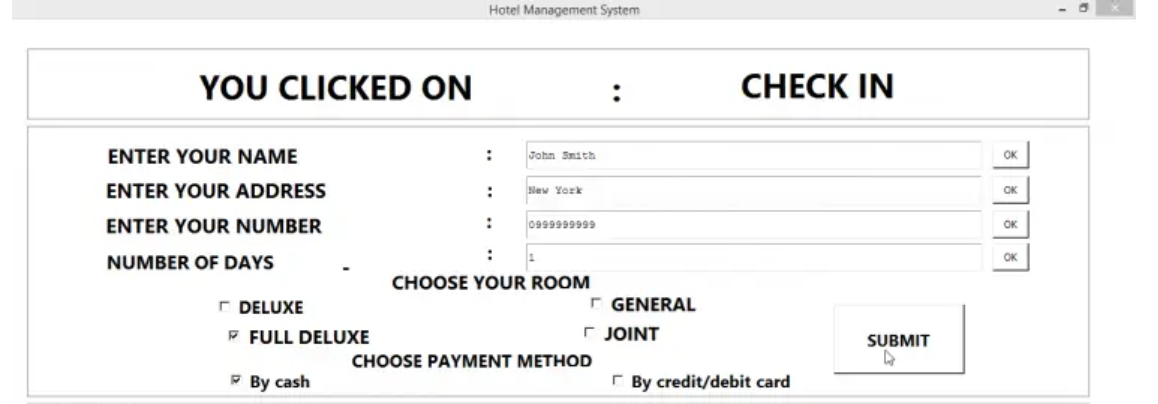 Hotel Management System
YOU CLICKED ON : CHECK IN
ENTER YOUR NAME : John Smith OK
ENTER YOUR ADDRESS : New York OK
ENTER YOUR NUMBER : 0999999999 OK
NUMBER OF DAYS - : 1 OK
CHOOSE YOUR ROOM
DELUXE GENERAL
FULL DELUXE JOINT
SUBMIT
CHOOSE PAYMENT METHOD
By cash By credit/debit card